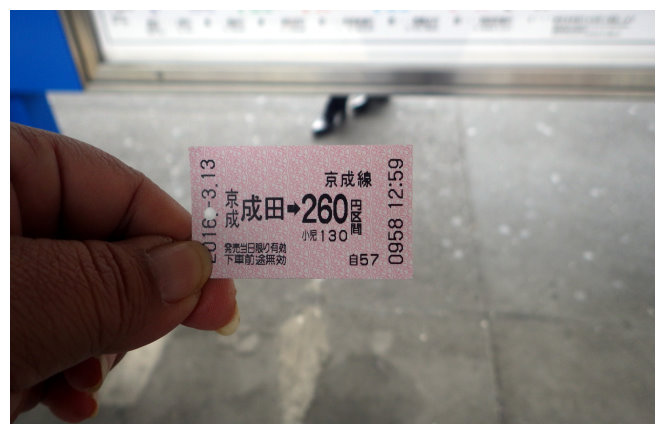 京成線
京成成田➡260円区間
小児130
発売当日限り有効
下車前途無効
自57
2016.-3.13
0958 12:59